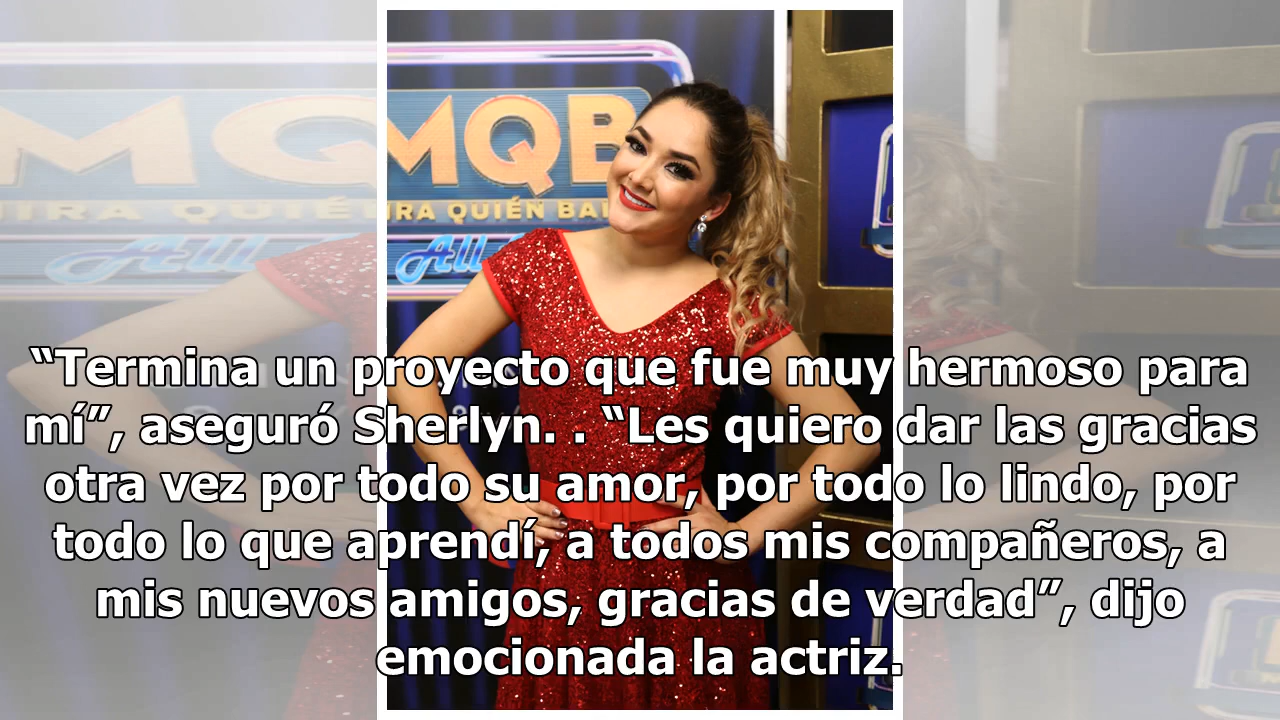 MQB
MIRA QUIÉN BAI
All
“Termina un proyecto que fue muy hermoso para
mí”, aseguró Sherlyn. . “Les quiero dar las gracias
otra vez por todo su amor, por todo lo lindo, por
todo lo que aprendí, a todos mis compañeros, a
mis nuevos amigos, gracias de verdad”, dijo
emocionada la actriz.